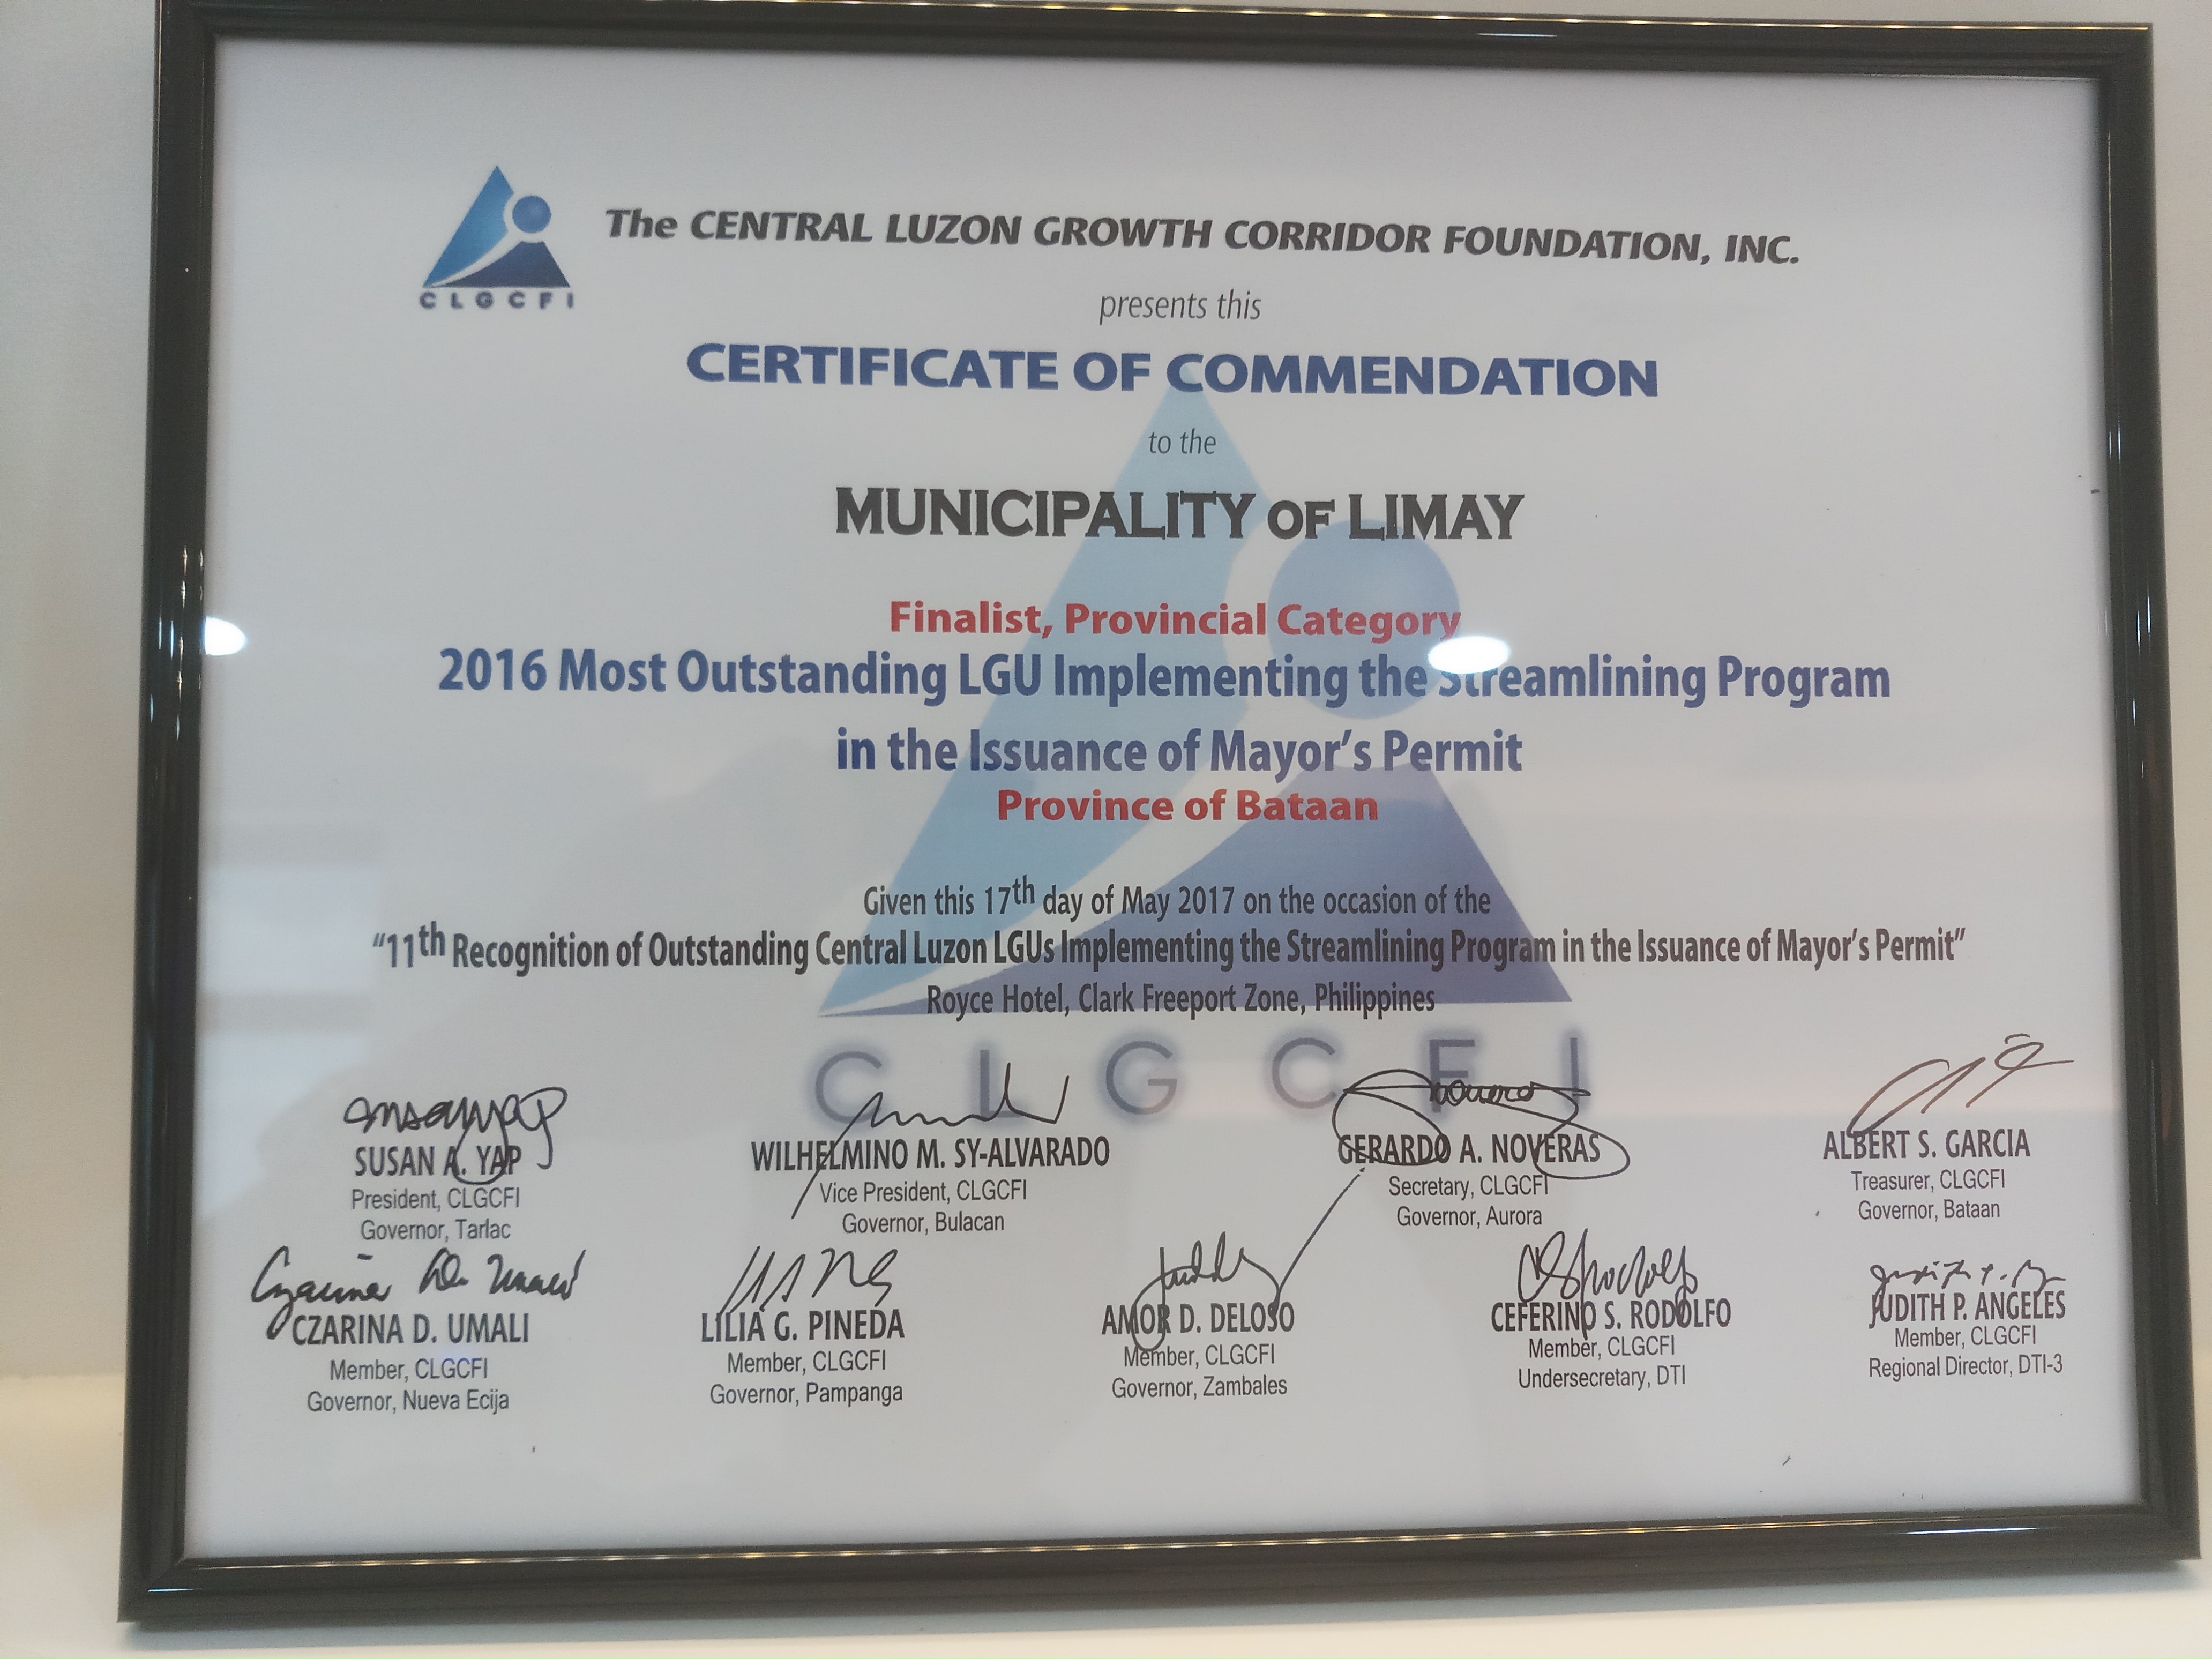 The CENTRAL LUZON GROWTH CORRIDOR FOUNDATION, INC.
CLGCFI
presents this
CERTIFICATE OF COMMENDATION
to the
MUNICIPALITY OF LIMAY
Finalist, Provincial Category
2016 Most Outstanding LGU Implementing the Streamlining Program
in the Issuance of Mayor's Permit
Province of Bataan
Given this 17th day of May 2017 on the occasion of the
"11th Recognition of Outstanding Central Luzon LGUs Implementing the Streamlining Program in the Issuance of Mayor's Permit"
Royce Hotel, Clark Freeport Zone, Philippines
CLGCFI
SUSAN A. YAP
President, CLGCFI
Governor, Tarlac
WILHELMINO M. SY-ALVARADO
Vice President, CLGCFI
Governor, Bulacan
GERARDO A. NOVERAS
Secretary, CLGCFI
Governor, Aurora
ALBERT S. GARCIA
Treasurer, CLGCFI
Governor, Bataan
CZARINA D. UMALI
Member, CLGCFI
Governor, Nueva Ecija
LILIA G. PINEDA
Member, CLGCFI
Governor, Pampanga
AMOR D. DELOSO
Member, CLGCFI
Governor, Zambales
CEFERINO S. RODOLFO
Member, CLGCFI
Undersecretary, DTI
JUDITH P. ANGELES
Member, CLGCFI
Regional Director, DTI-3